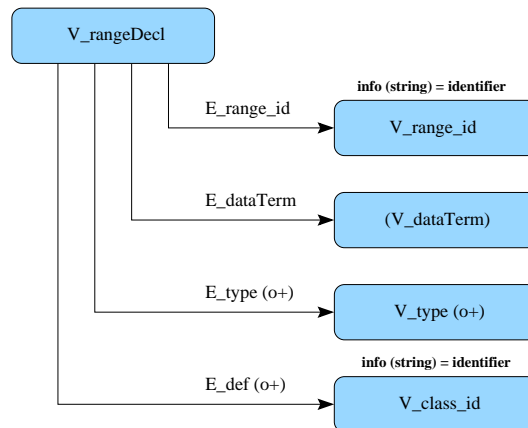 V_rangeDecl
info (string) = identifier
E_range_id
V_range_id
E_dataTerm
(V_dataTerm)
E_type (o+)
V_type (o+)
info (string) = identifier
E_def (o+)
V_class_id